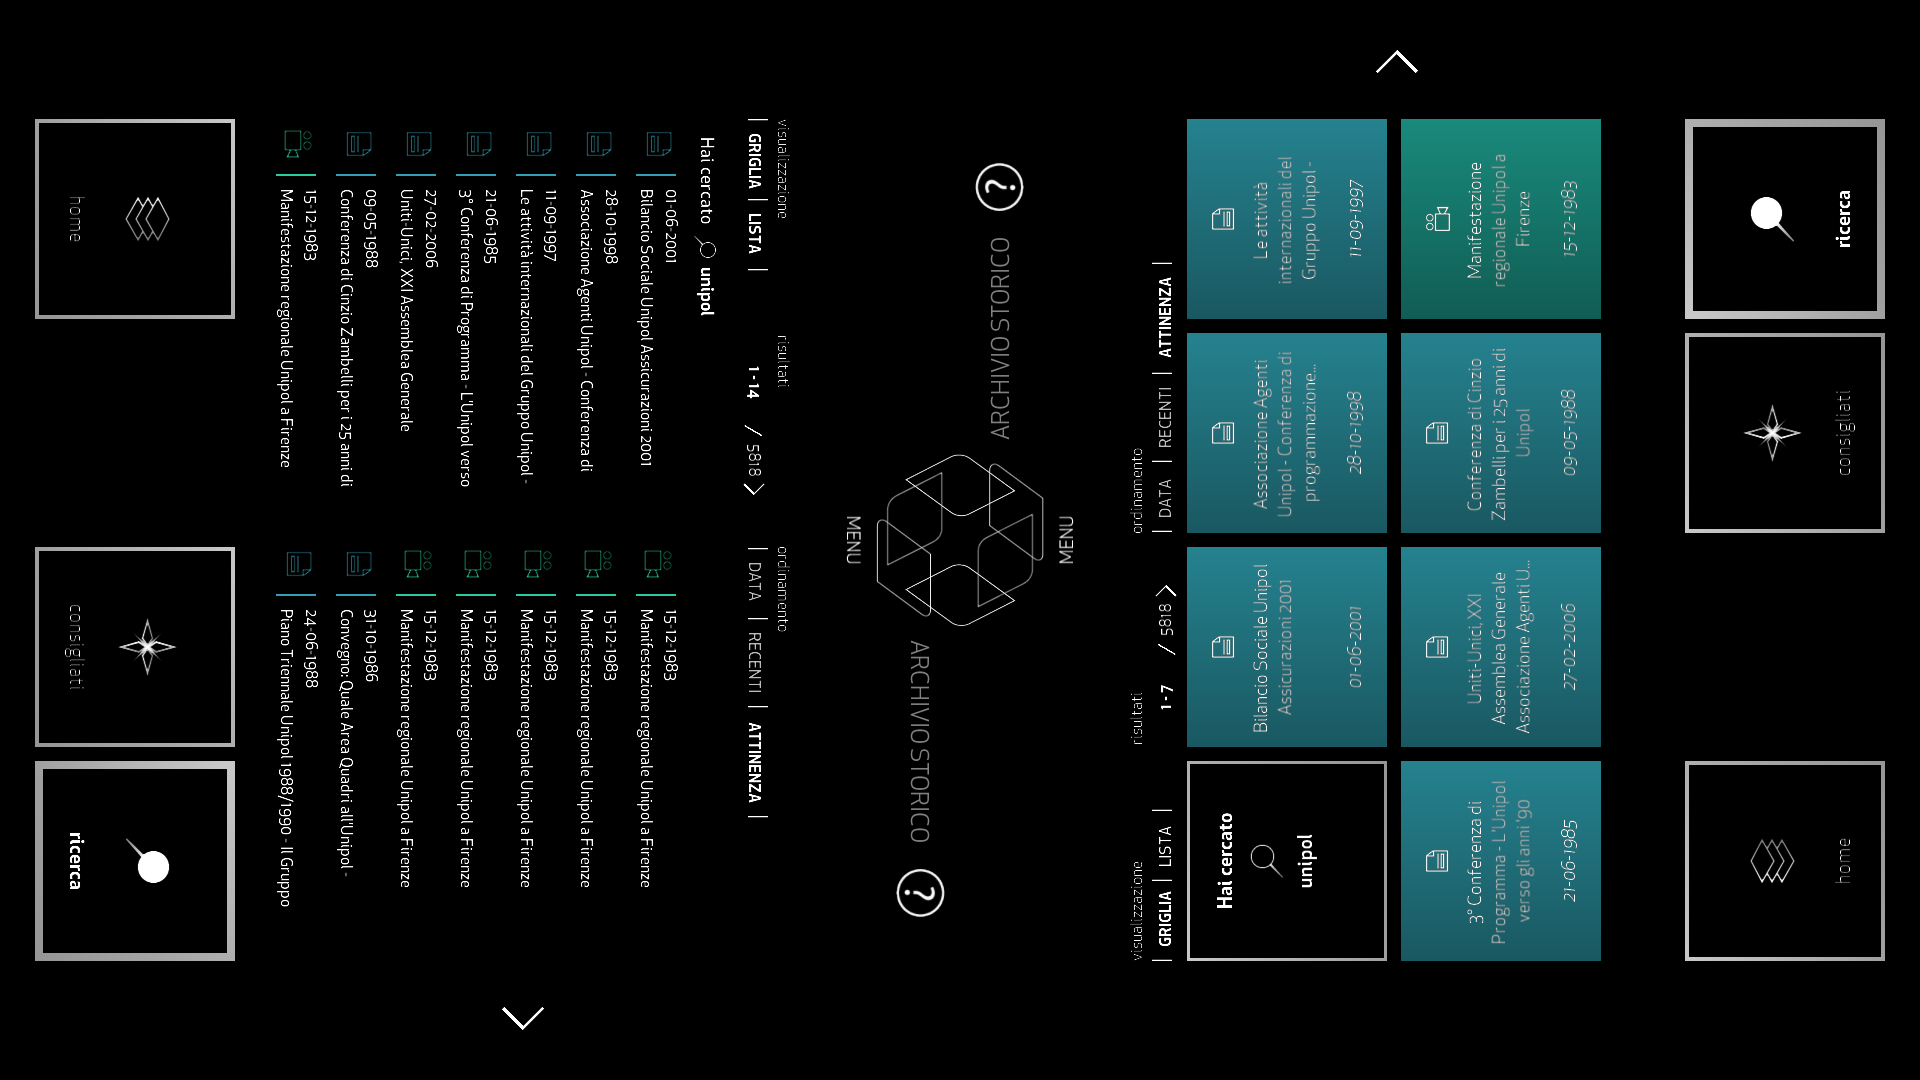 visualizzazione
| GRIGLIA | LISTA |
risultati
1 - 14 / 5818
ordinamento
| DATA | RECENTI | ATTINENZA |
Hai cercato unipol
01-06-2001
Bilancio Sociale Unipol Assicurazioni 2001
28-10-1998
Associazione Agenti Unipol - Conferenza di
11-09-1997
Le attività internazionali del Gruppo Unipol -
21-06-1985
3° Conferenza di Programma - L'Unipol verso
27-02-2006
Uniti-Unici, XXI Assemblea Generale
09-05-1988
Conferenza di Cinzio Zambelli per i 25 anni di
15-12-1983
Manifestazione regionale Unipol a Firenze
15-12-1983
Manifestazione regionale Unipol a Firenze
15-12-1983
Manifestazione regionale Unipol a Firenze
15-12-1983
Manifestazione regionale Unipol a Firenze
15-12-1983
Manifestazione regionale Unipol a Firenze
15-12-1983
Manifestazione regionale Unipol a Firenze
31-10-1986
Convegno: Quale Area Quadri all'Unipol -
24-06-1988
Piano Triennale Unipol 1988/1990 - Il Gruppo
home
consigliati
ricerca
MENU
ARCHIVIO STORICO
?
MENU
ARCHIVIO STORICO
?
visualizzazione
| GRIGLIA | LISTA |
risultati
1 - 7 / 5818
ordinamento
| DATA | RECENTI | ATTINENZA |
Hai cercato
unipol
Bilancio Sociale Unipol
Assicurazioni 2001
01-06-2001
Associazione Agenti
Unipol - Conferenza di
programmazione...
28-10-1998
Le attività
internazionali del
Gruppo Unipol -
11-09-1997
3° Conferenza di
Programma - L'Unipol
verso gli anni '90
21-06-1985
Uniti-Unici, XXI
Assemblea Generale
Associazione Agenti U...
27-02-2006
Conferenza di Cinzio
Zambelli per i 25 anni di
Unipol
09-05-1988
Manifestazione
regionale Unipol a
Firenze
15-12-1983
home
consigliati
ricerca